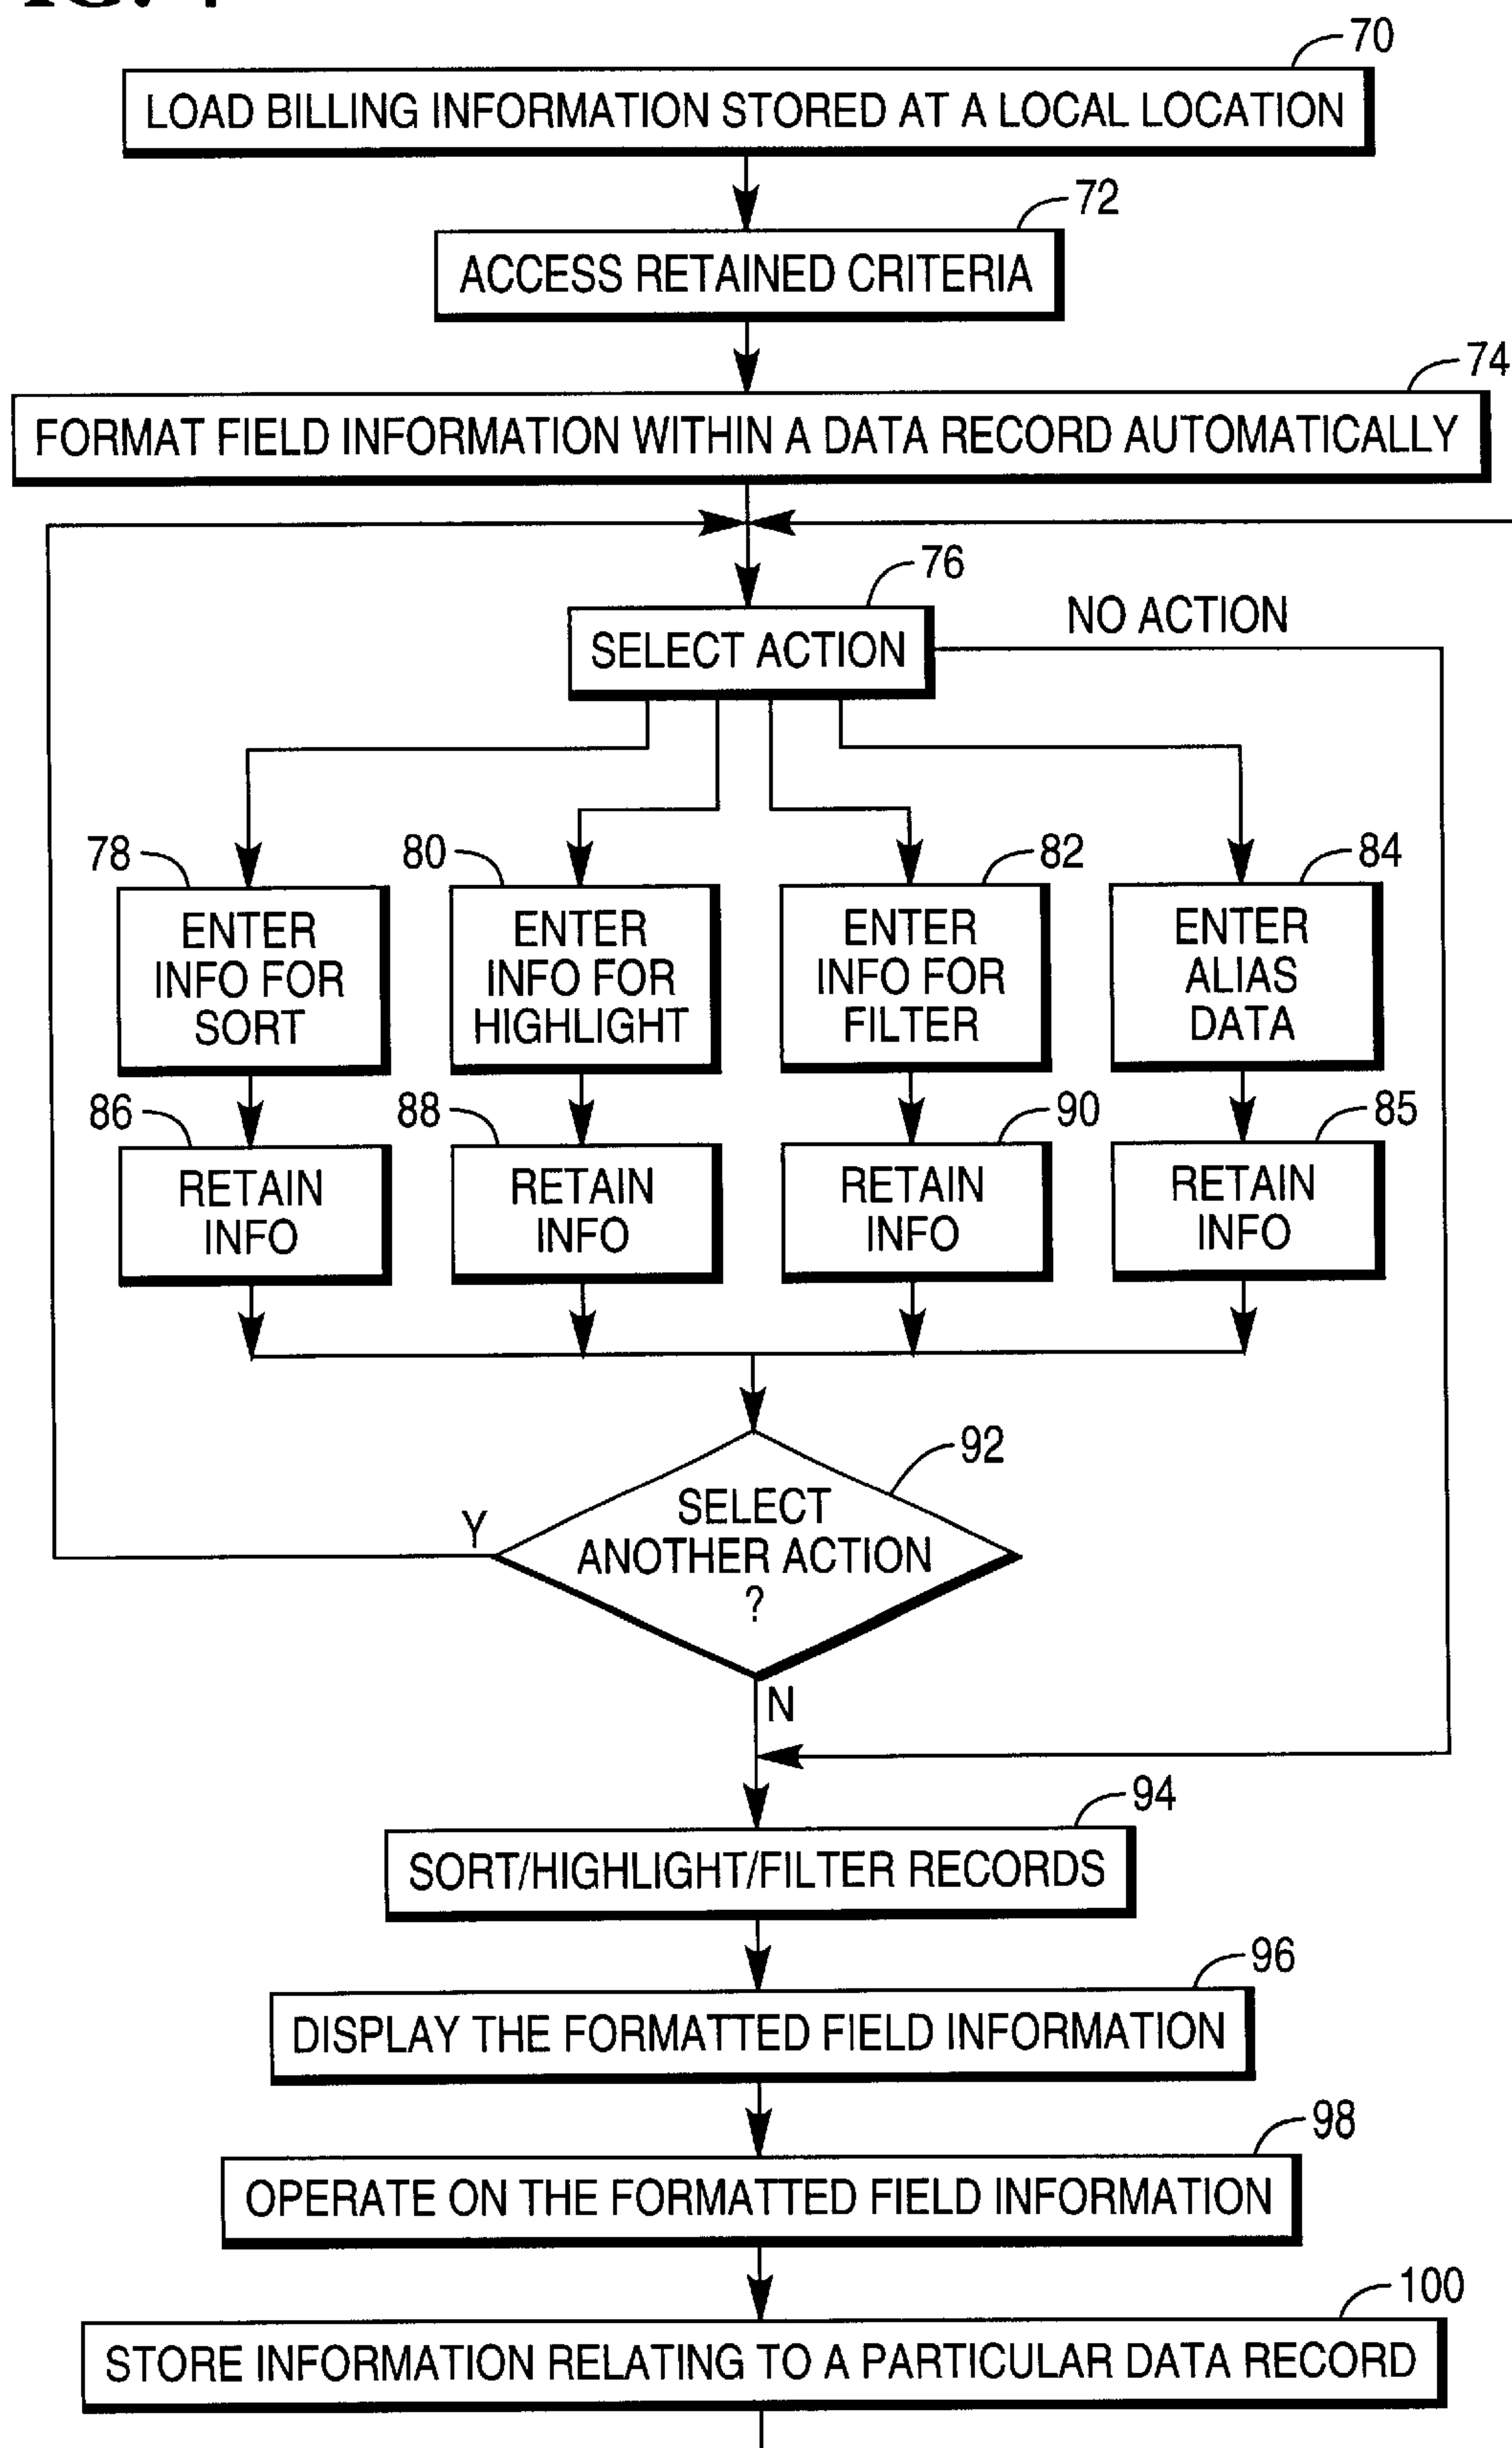 70
LOAD BILLING INFORMATION STORED AT A LOCAL LOCATION
72
ACCESS RETAINED CRITERIA
74
FORMAT FIELD INFORMATION WITHIN A DATA RECORD AUTOMATICALLY
76
SELECT ACTION
NO ACTION
78
ENTER
INFO FOR
SORT
80
ENTER
INFO FOR
HIGHLIGHT
82
ENTER
INFO FOR
FILTER
84
ENTER
ALIAS
DATA
86
RETAIN
INFO
88
RETAIN
INFO
90
RETAIN
INFO
85
RETAIN
INFO
92
SELECT
ANOTHER ACTION
?
Y
N
94
SORT/HIGHLIGHT/FILTER RECORDS
96
DISPLAY THE FORMATTED FIELD INFORMATION
98
OPERATE ON THE FORMATTED FIELD INFORMATION
100
STORE INFORMATION RELATING TO A PARTICULAR DATA RECORD